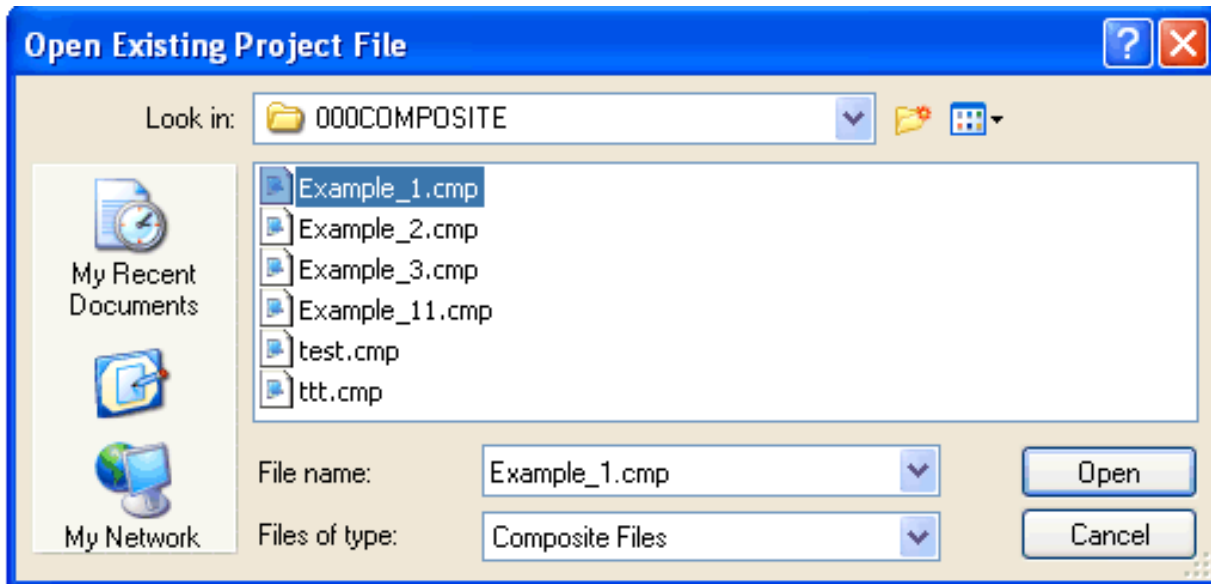 Open Existing Project File
Look in:
000COMPOSITE
My Recent
Documents
My Network
Example_1.cmp
Example_2.cmp
Example_3.cmp
Example_11.cmp
test.cmp
ttt.cmp
File name:
Example_1.cmp
Open
Files of type:
Composite Files
Cancel